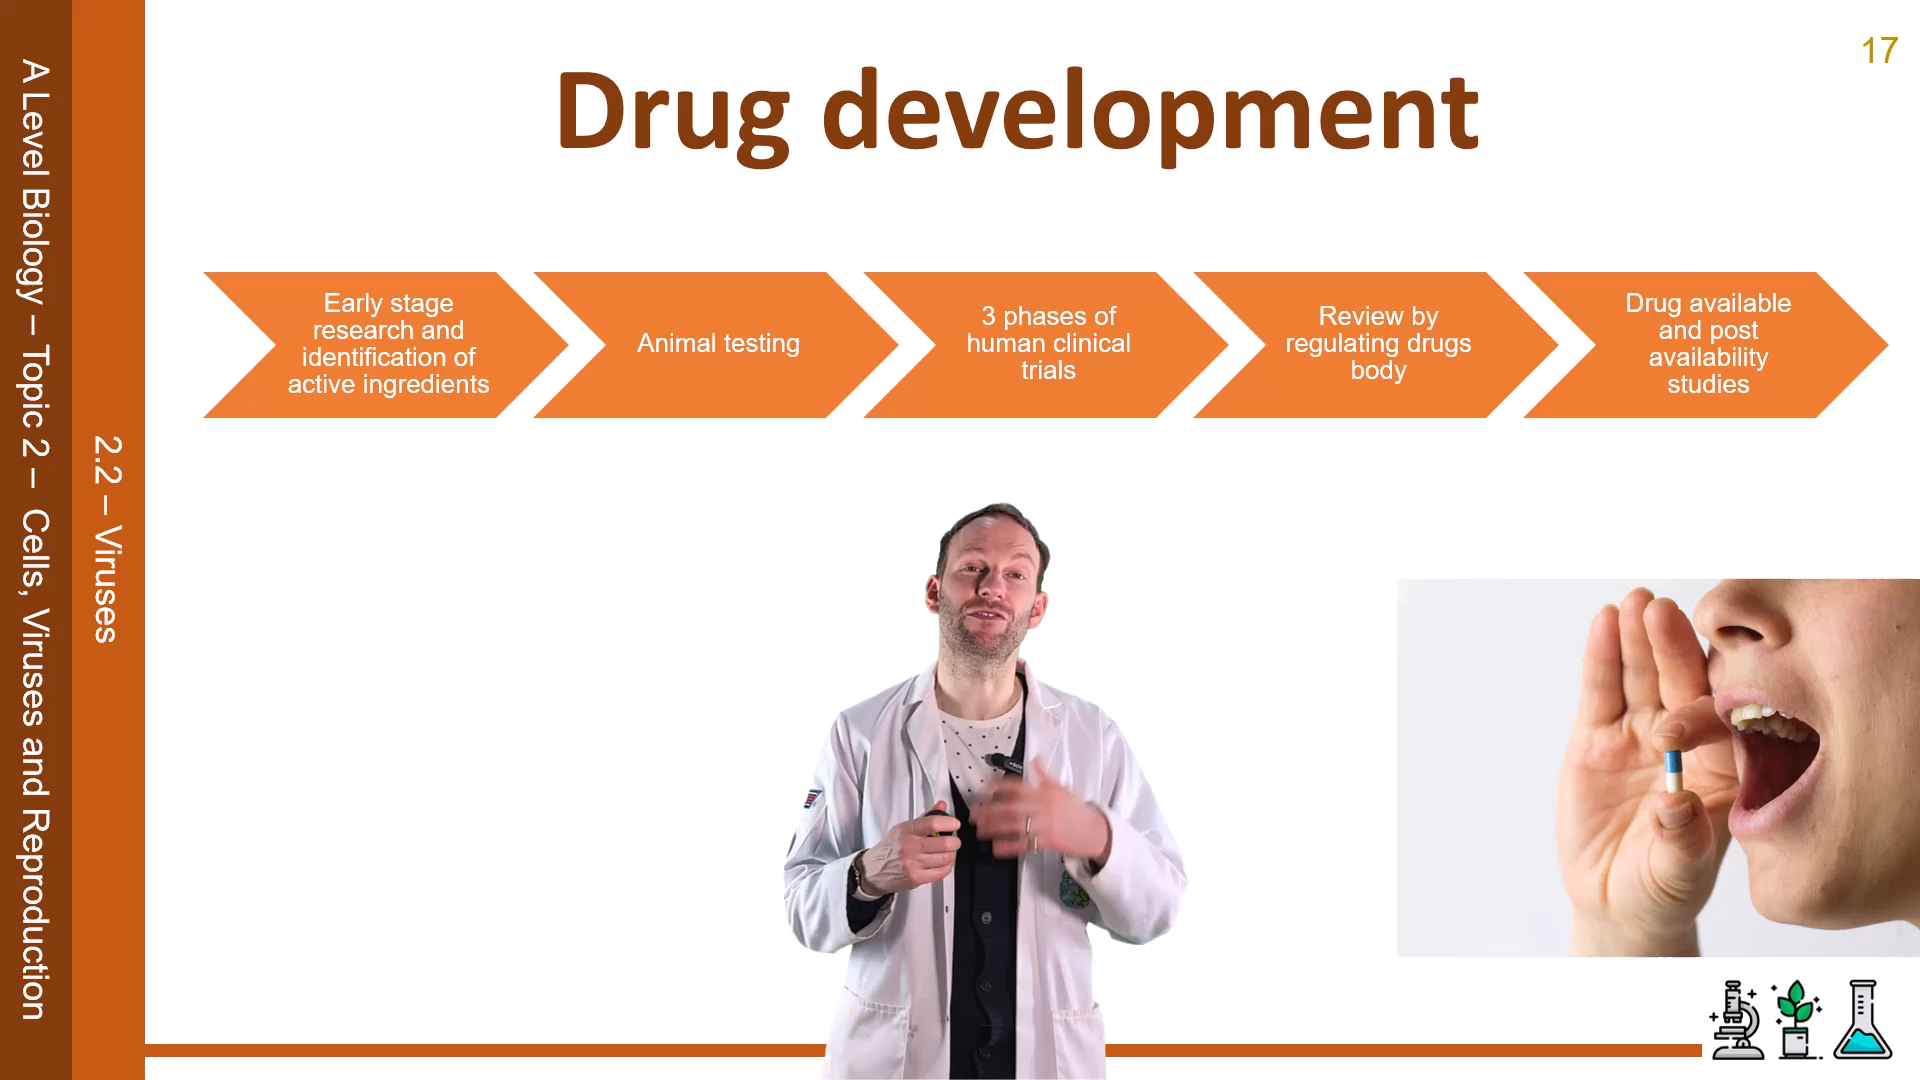 17
Drug development
Early stage
research and
identification of
active ingredients
Animal testing
3 phases of
human clinical
trials
Review by
regulating drugs
body
Drug available
and post
availability
studies
A Level Biology – Topic 2 – Cells, Viruses and Reproduction
2.2 – Viruses